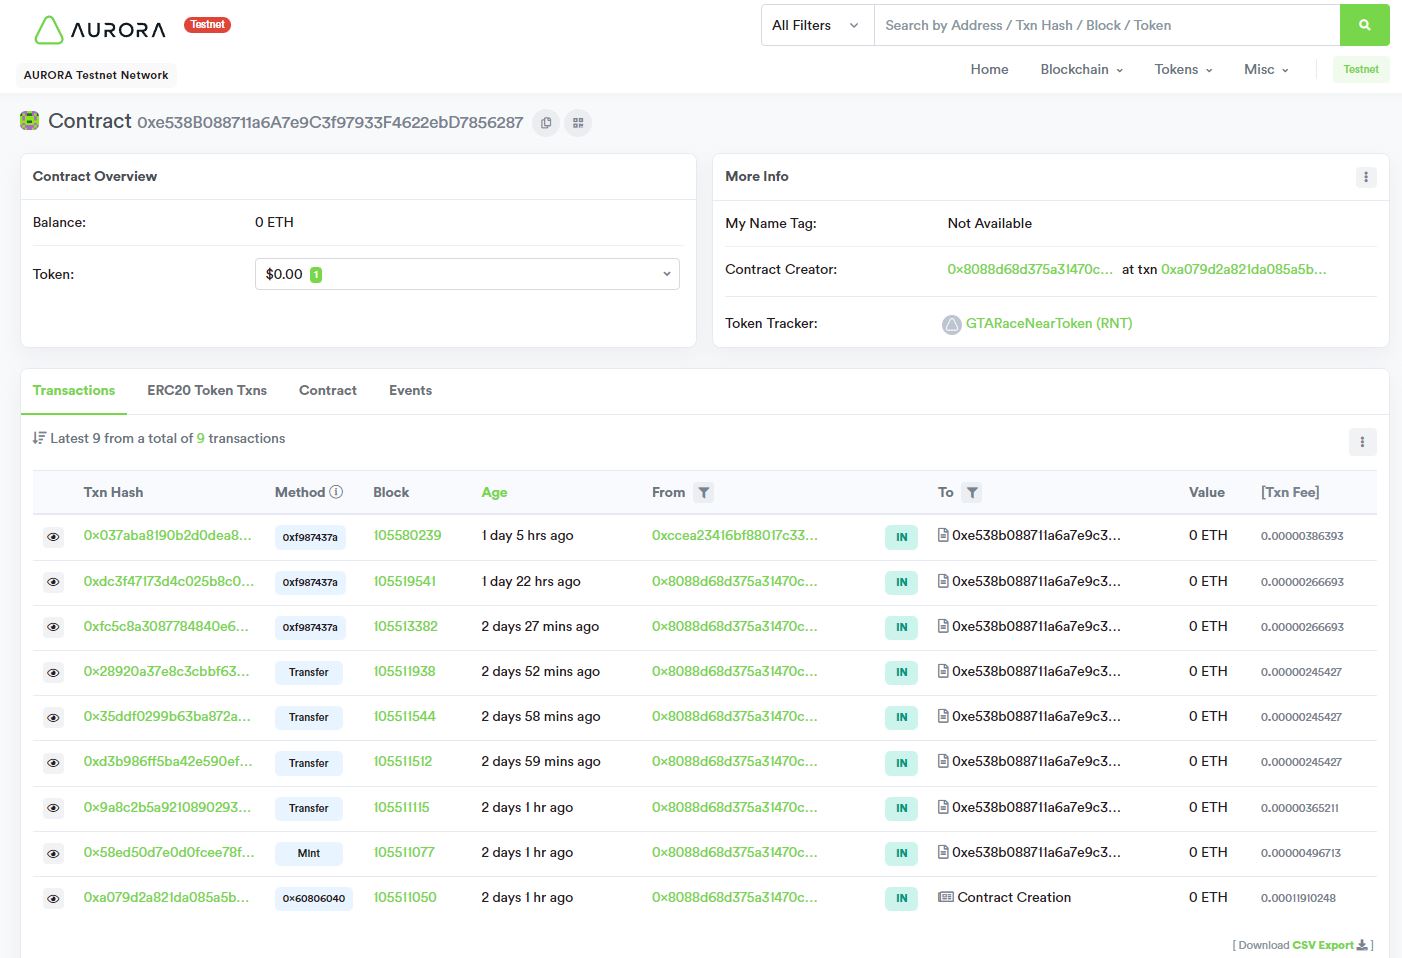 AURORA Testnet
All Filters Search by Address / Txn Hash / Block / Token
AURORA Testnet Network
Home Blockchain Tokens Misc Testnet
Contract 0xe538B088711a6A7e9C3f97933F4622ebD7856287
Contract Overview
Balance: 0 ETH
Token: $0.00 1
More Info
My Name Tag: Not Available
Contract Creator: 0x8088d68d375a31470c... at txn 0xa079d2a821da085a5b...
Token Tracker: GTARaceNearToken (RNT)
Transactions ERC20 Token Txns Contract Events
Latest 9 from a total of 9 transactions
Txn Hash Method Block Age From To Value [Txn Fee]
0x037aba8190b2d0dea8... 0xf987437a 105580239 1 day 5 hrs ago 0xccea23416bf88017c33... IN 0xe538b088711a6a7e9c3... 0 ETH 0.00000386393
0xdc3f47173d4c025b8c0... 0xf987437a 105519541 1 day 22 hrs ago 0x8088d68d375a31470c... IN 0xe538b088711a6a7e9c3... 0 ETH 0.00000266693
0xfc5c8a3087784840e6... 0xf987437a 105513382 2 days 27 mins ago 0x8088d68d375a31470c... IN 0xe538b088711a6a7e9c3... 0 ETH 0.00000266693
0x28920a37e8c3cbbf63... Transfer 105511938 2 days 52 mins ago 0x8088d68d375a31470c... IN 0xe538b088711a6a7e9c3... 0 ETH 0.00000245427
0x35ddf0299b63ba872a... Transfer 105511544 2 days 58 mins ago 0x8088d68d375a31470c... IN 0xe538b088711a6a7e9c3... 0 ETH 0.00000245427
0xd3b986ff5ba42e590ef... Transfer 105511512 2 days 59 mins ago 0x8088d68d375a31470c... IN 0xe538b088711a6a7e9c3... 0 ETH 0.00000245427
0x9a8c2b5a9210890293... Transfer 105511115 2 days 1 hr ago 0x8088d68d375a31470c... IN 0xe538b088711a6a7e9c3... 0 ETH 0.00000365211
0x58ed50d7e0d0fcee78f... Mint 105511077 2 days 1 hr ago 0x8088d68d375a31470c... IN 0xe538b088711a6a7e9c3... 0 ETH 0.00000496713
0xa079d2a821da085a5b... 0x60806040 105511050 2 days 1 hr ago 0x8088d68d375a31470c... IN Contract Creation 0 ETH 0.00011910248
[ Download CSV Export ]